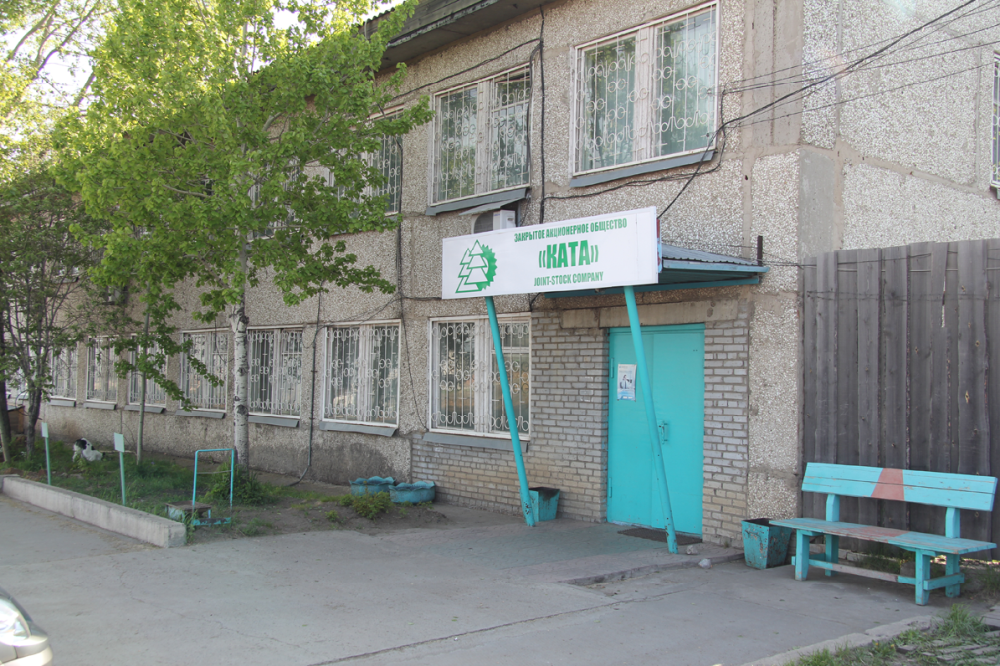 ЗАКРЫТОЕ АКЦИОНЕРНОЕ ОБЩЕСТВО
«КАТА»
JOINT-STOCK COMPANY